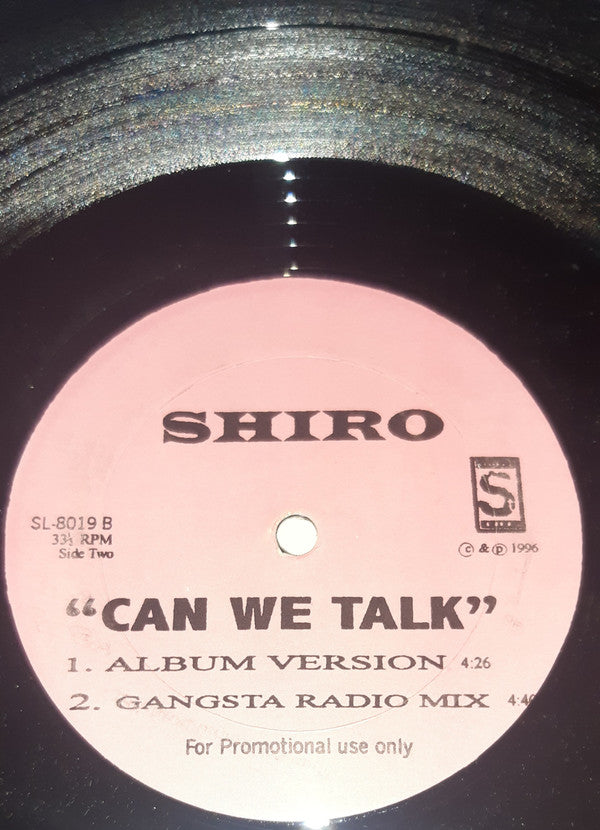 SHIRO
S
SL-8019 B
33⅓ RPM
Side Two
© & ℗ 1996
“CAN WE TALK”
1. ALBUM VERSION 4:26
2. GANGSTA RADIO MIX
For Promotional use only